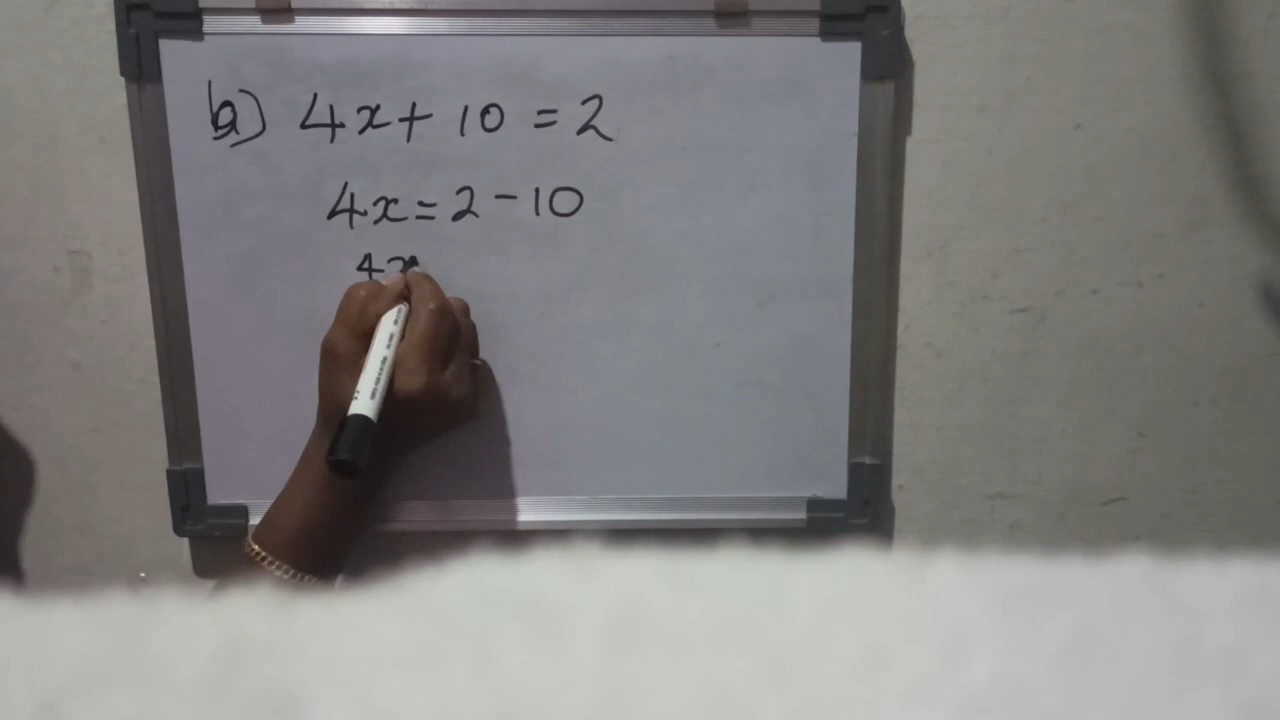 b) 4x + 10 = 2
4x = 2 - 10
4x